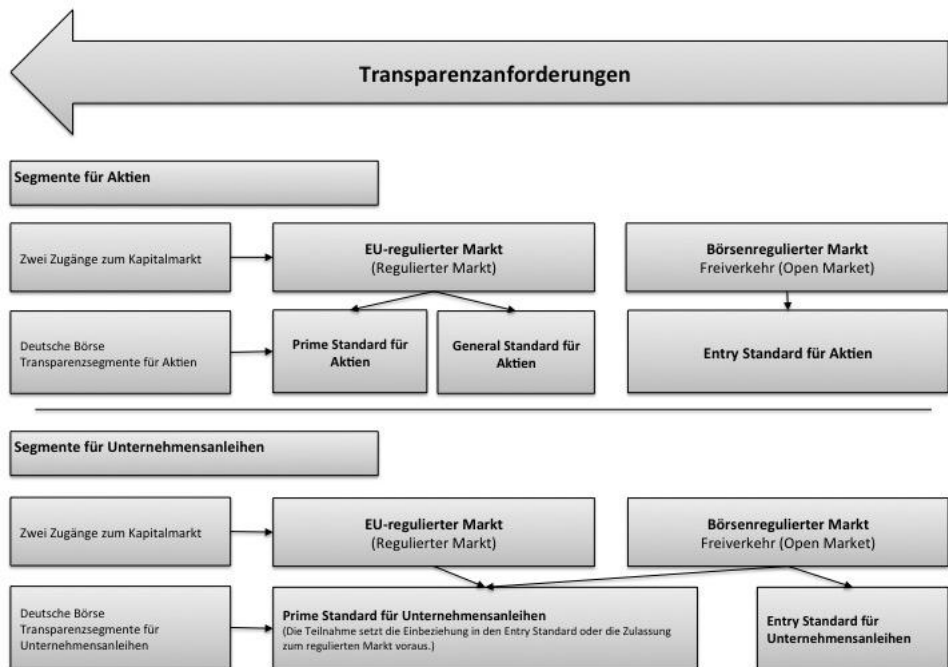 Transparenzanforderungen
Segmente für Aktien
Zwei Zugänge zum Kapitalmarkt
EU-regulierter Markt
(Regulierter Markt)
Börsenregulierter Markt
Freiverkehr (Open Market)
Deutsche Börse
Transparenzsegmente für Aktien
Prime Standard für
Aktien
General Standard für
Aktien
Entry Standard für Aktien
Segmente für Unternehmensanleihen
Zwei Zugänge zum Kapitalmarkt
EU-regulierter Markt
(Regulierter Markt)
Börsenregulierter Markt
Freiverkehr (Open Market)
Deutsche Börse
Transparenzsegmente für
Unternehmensanleihen
Prime Standard für Unternehmensanleihen
(Die Teilnahme setzt die Einbeziehung in den Entry Standard oder die Zulassung
zum regulierten Markt voraus.)
Entry Standard für
Unternehmensanleihen